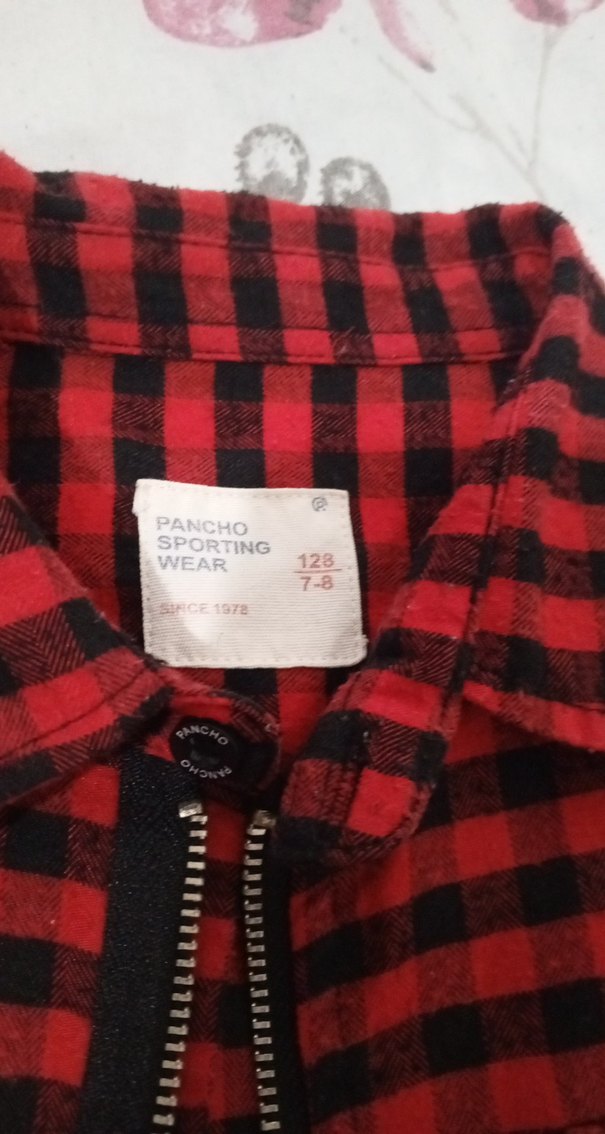 PANCHO
SPORTING
WEAR
128
7-8
SINCE 1978
PANCHO
PANCHO